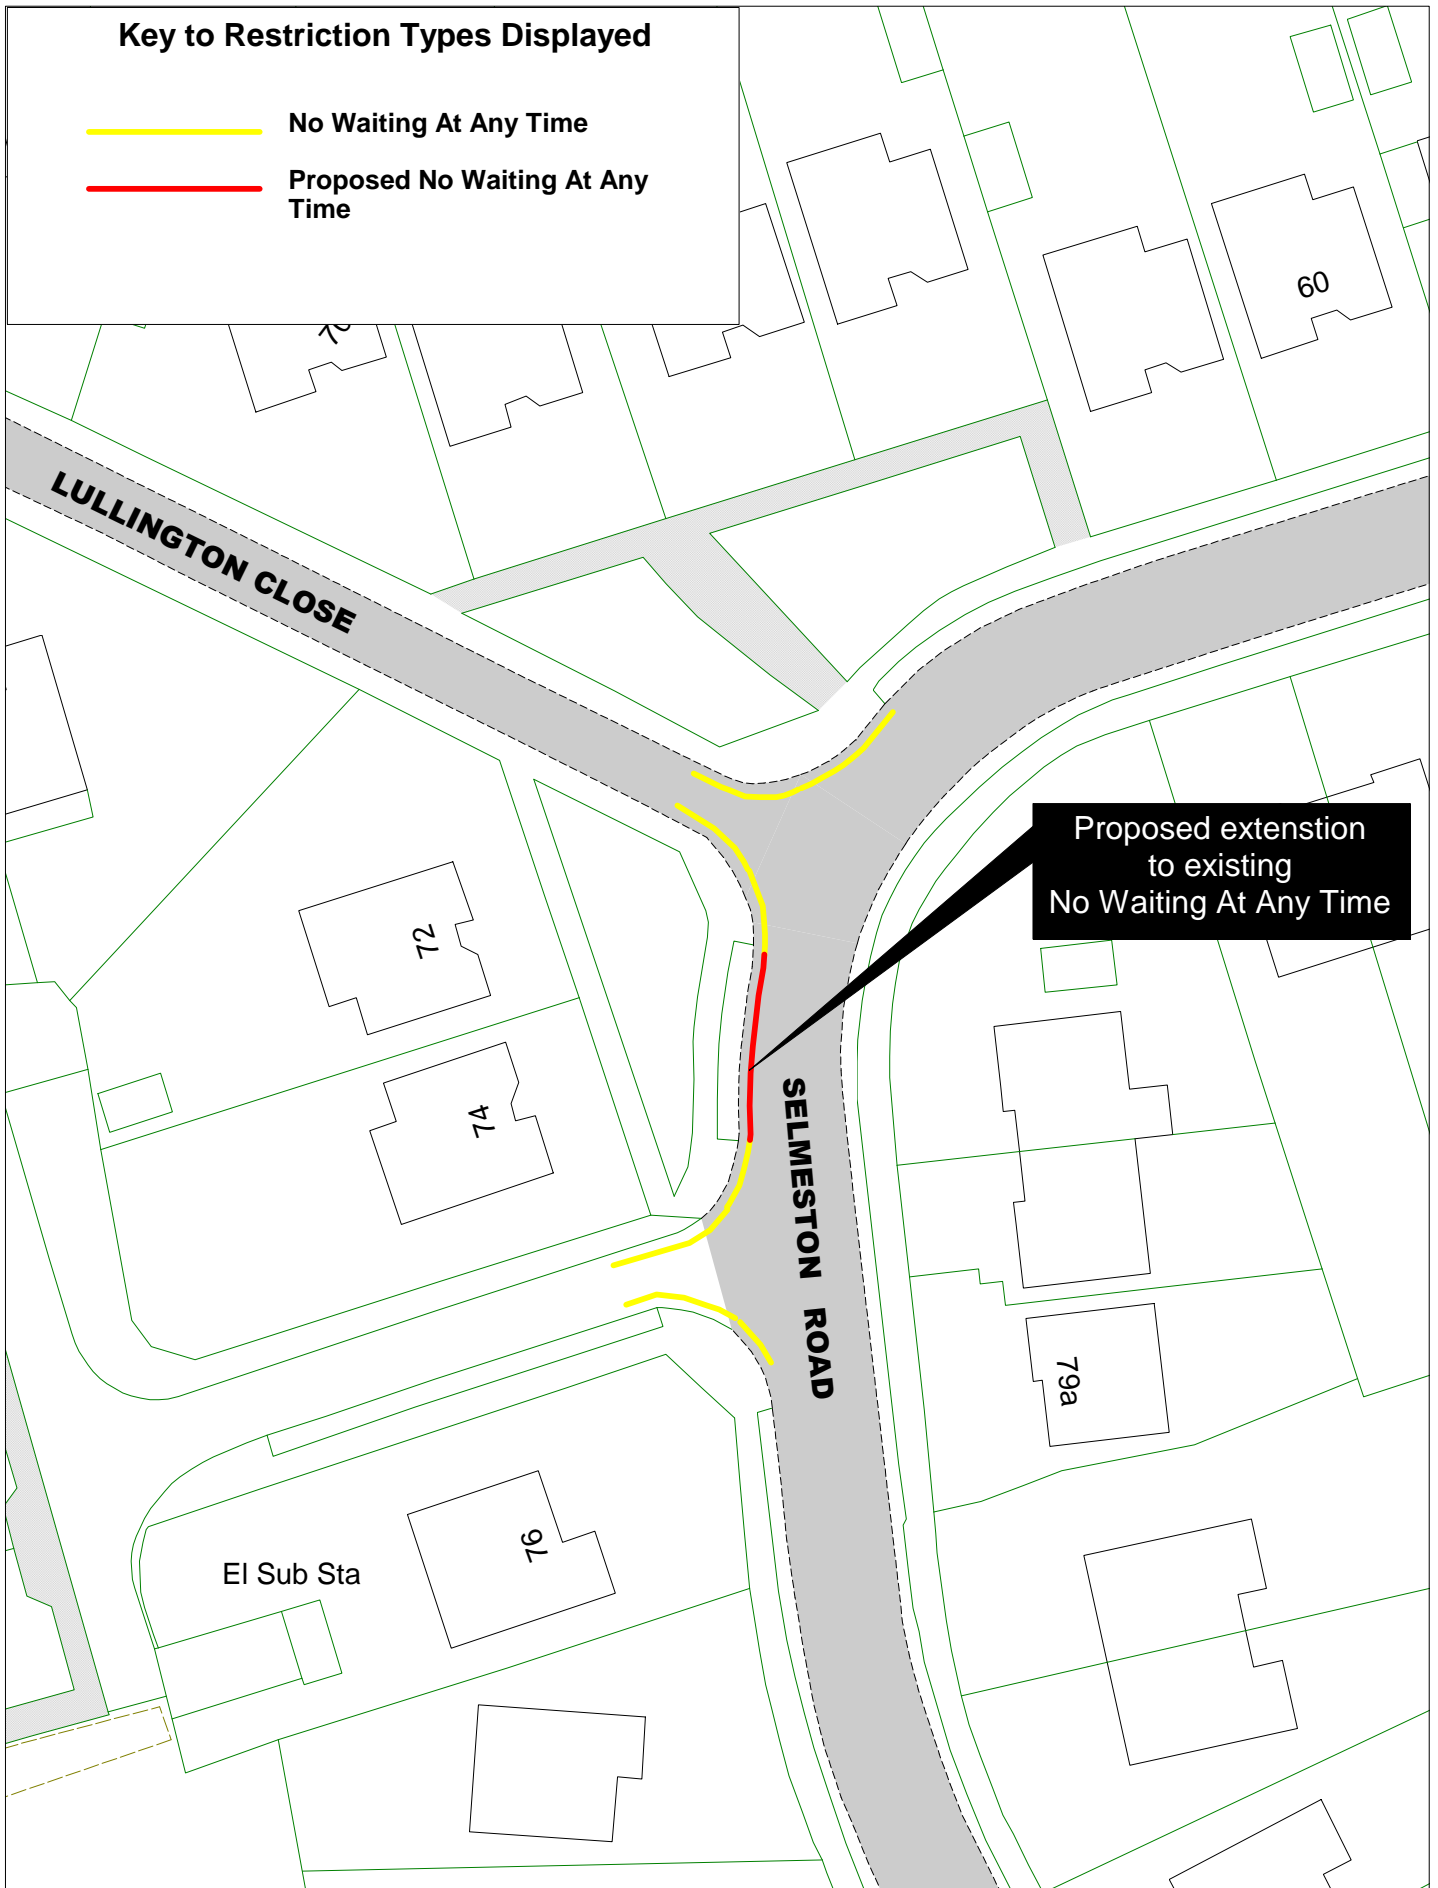 Key to Restriction Types Displayed
No Waiting At Any Time
Proposed No Waiting At Any
Time
60
LULLINGTON CLOSE
Proposed extenstion
to existing
No Waiting At Any Time
72
74
SELMESTON ROAD
79a
76
El Sub Sta